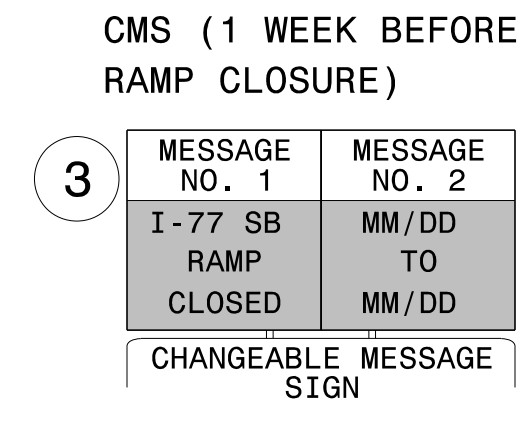 CMS (1 WEEK BEFORE
RAMP CLOSURE)
3
MESSAGE NO. 1
MESSAGE NO. 2
I-77 SB
RAMP
CLOSED
MM/DD
TO
MM/DD
CHANGEABLE MESSAGE
SIGN